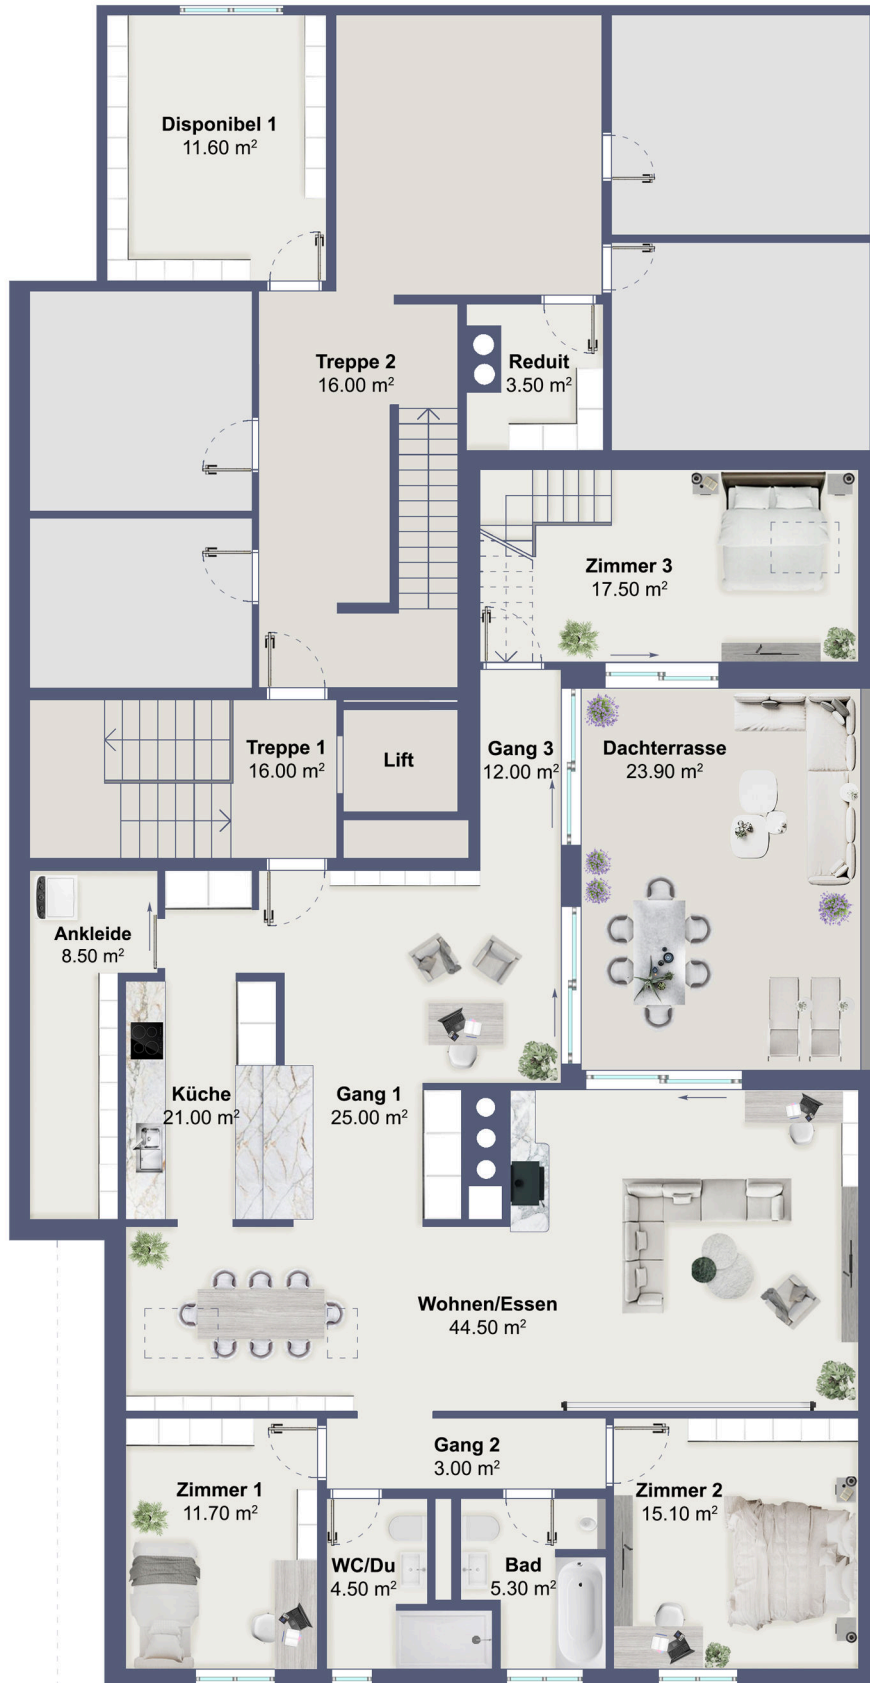 Disponibel 1
11.60 m²
Treppe 2
16.00 m²
Reduit
3.50 m²
Zimmer 3
17.50 m²
Treppe 1
16.00 m²
Lift
Gang 3
12.00 m²
Dachterrasse
23.90 m²
Ankleide
8.50 m²
Küche
21.00 m²
Gang 1
25.00 m²
Wohnen/Essen
44.50 m²
Gang 2
3.00 m²
Zimmer 1
11.70 m²
Zimmer 2
15.10 m²
WC/Du
4.50 m²
Bad
5.30 m²